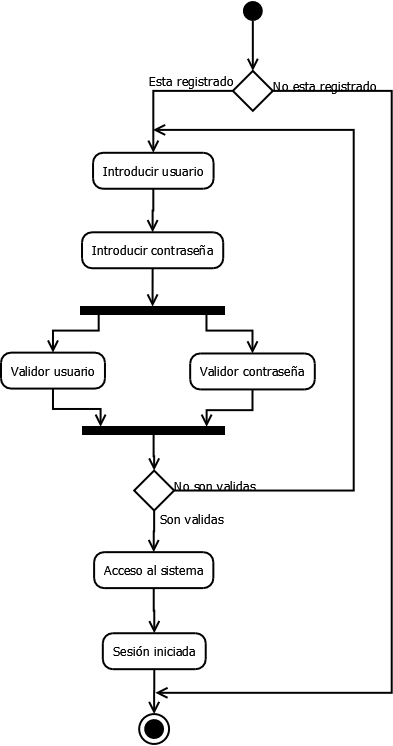 Esta registrado
No esta registrado
Introducir usuario
Introducir contraseña
Validor usuario
Validor contraseña
No son validas
Son validas
Acceso al sistema
Sesión iniciada